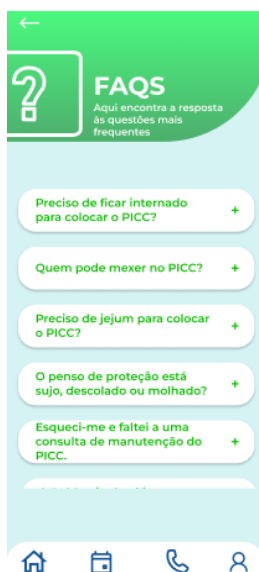 FAQS
Aqui encontra a resposta
às questões mais
frequentes
Preciso de ficar internado
para colocar o PICC?
+
Quem pode mexer no PICC?
+
Preciso de jejum para colocar
o PICC?
+
O penso de proteção está
sujo, descolado ou molhado?
+
Esqueci-me e faltei a uma
consulta de manutenção do
PICC.
+